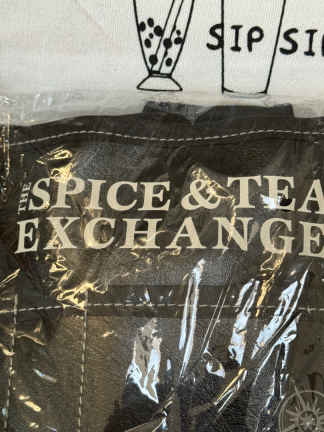 SIP SI
THE
SPICE & TEA
EXCHANGE